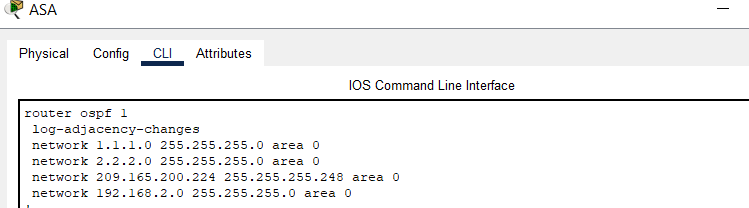 ASA
Physical Config CLI Attributes
IOS Command Line Interface
router ospf 1
log-adjacency-changes
network 1.1.1.0 255.255.255.0 area 0
network 2.2.2.0 255.255.255.0 area 0
network 209.165.200.224 255.255.255.248 area 0
network 192.168.2.0 255.255.255.0 area 0